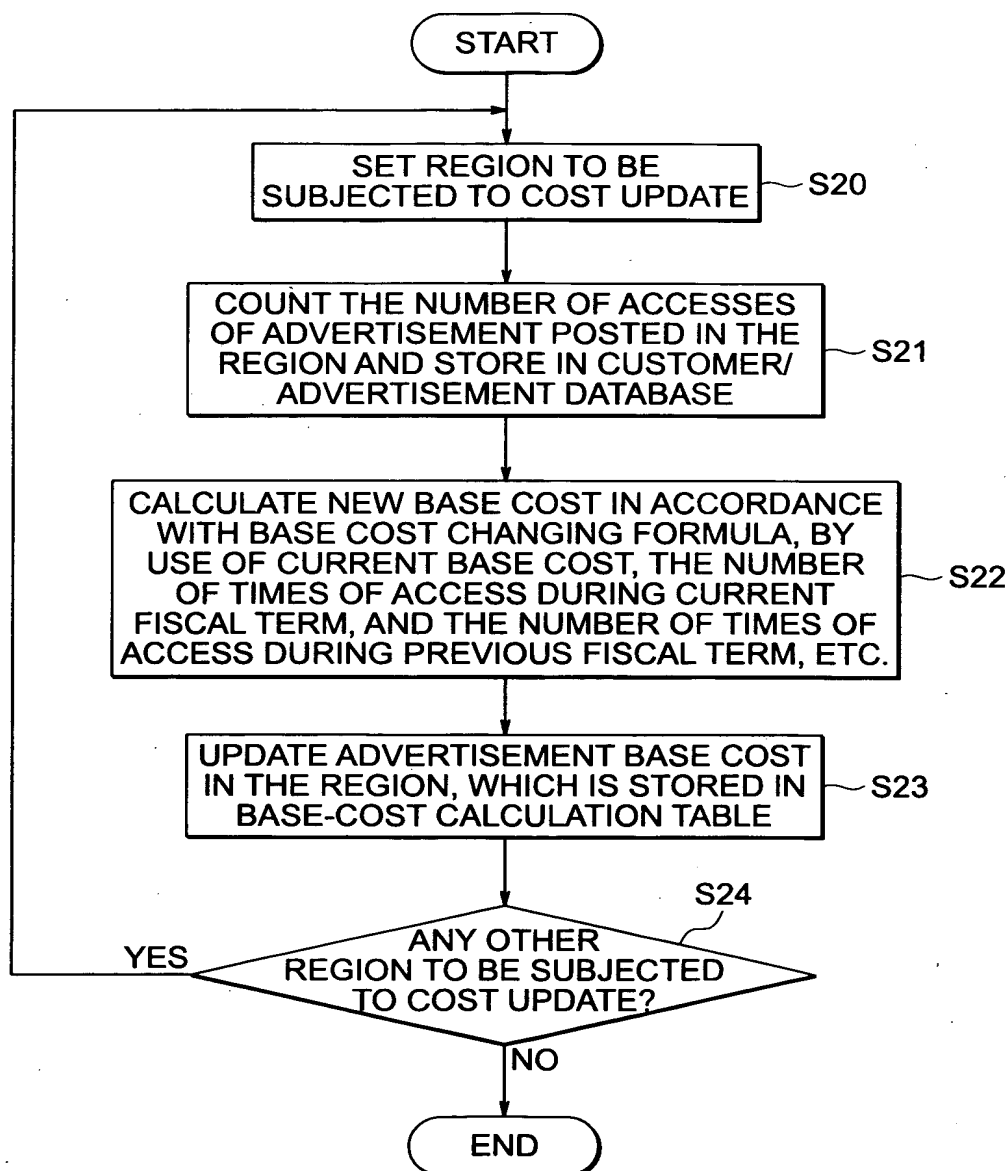 START
SET REGION TO BE
SUBJECTED TO COST UPDATE
S20
COUNT THE NUMBER OF ACCESSES
OF ADVERTISEMENT POSTED IN THE
REGION AND STORE IN CUSTOMER/
ADVERTISEMENT DATABASE
S21
CALCULATE NEW BASE COST IN ACCORDANCE
WITH BASE COST CHANGING FORMULA, BY
USE OF CURRENT BASE COST, THE NUMBER
OF TIMES OF ACCESS DURING CURRENT
FISCAL TERM, AND THE NUMBER OF TIMES OF
ACCESS DURING PREVIOUS FISCAL TERM, ETC.
S22
UPDATE ADVERTISEMENT BASE COST
IN THE REGION, WHICH IS STORED IN
BASE-COST CALCULATION TABLE
S23
S24
ANY OTHER
REGION TO BE SUBJECTED
TO COST UPDATE?
YES
NO
END